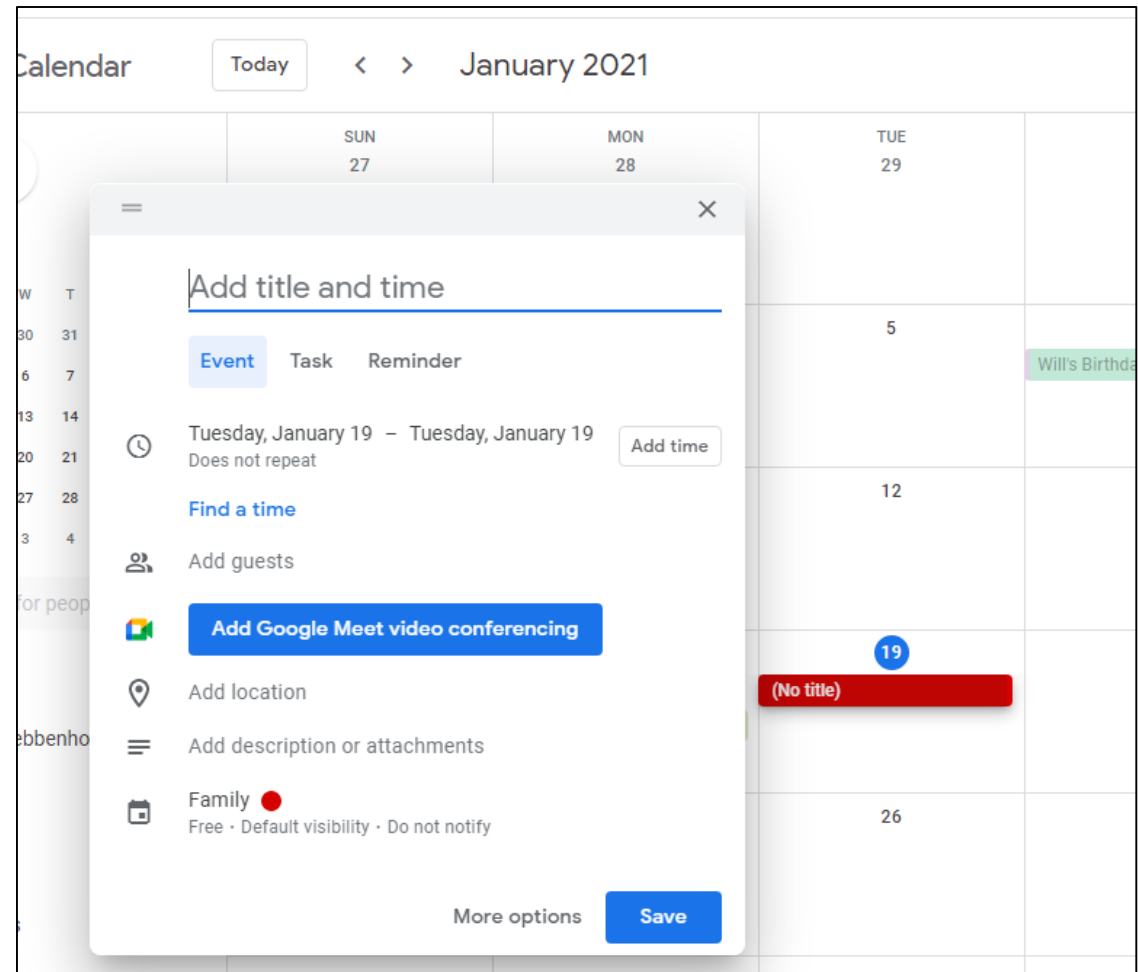 Calendar
Today
January 2021
SUN MON TUE
27 28 29
Add title and time
W T
30 31
6 7
13 14
20 21
27 28
3 4
Event Task Reminder
Tuesday, January 19 – Tuesday, January 19
Add time
Does not repeat
Find a time
Add guests
Add Google Meet video conferencing
Add location
Add description or attachments
Family
Free · Default visibility · Do not notify
More options
Save
for peop
ebbenho
s
5
Will's Birthda
12
19
(No title)
26